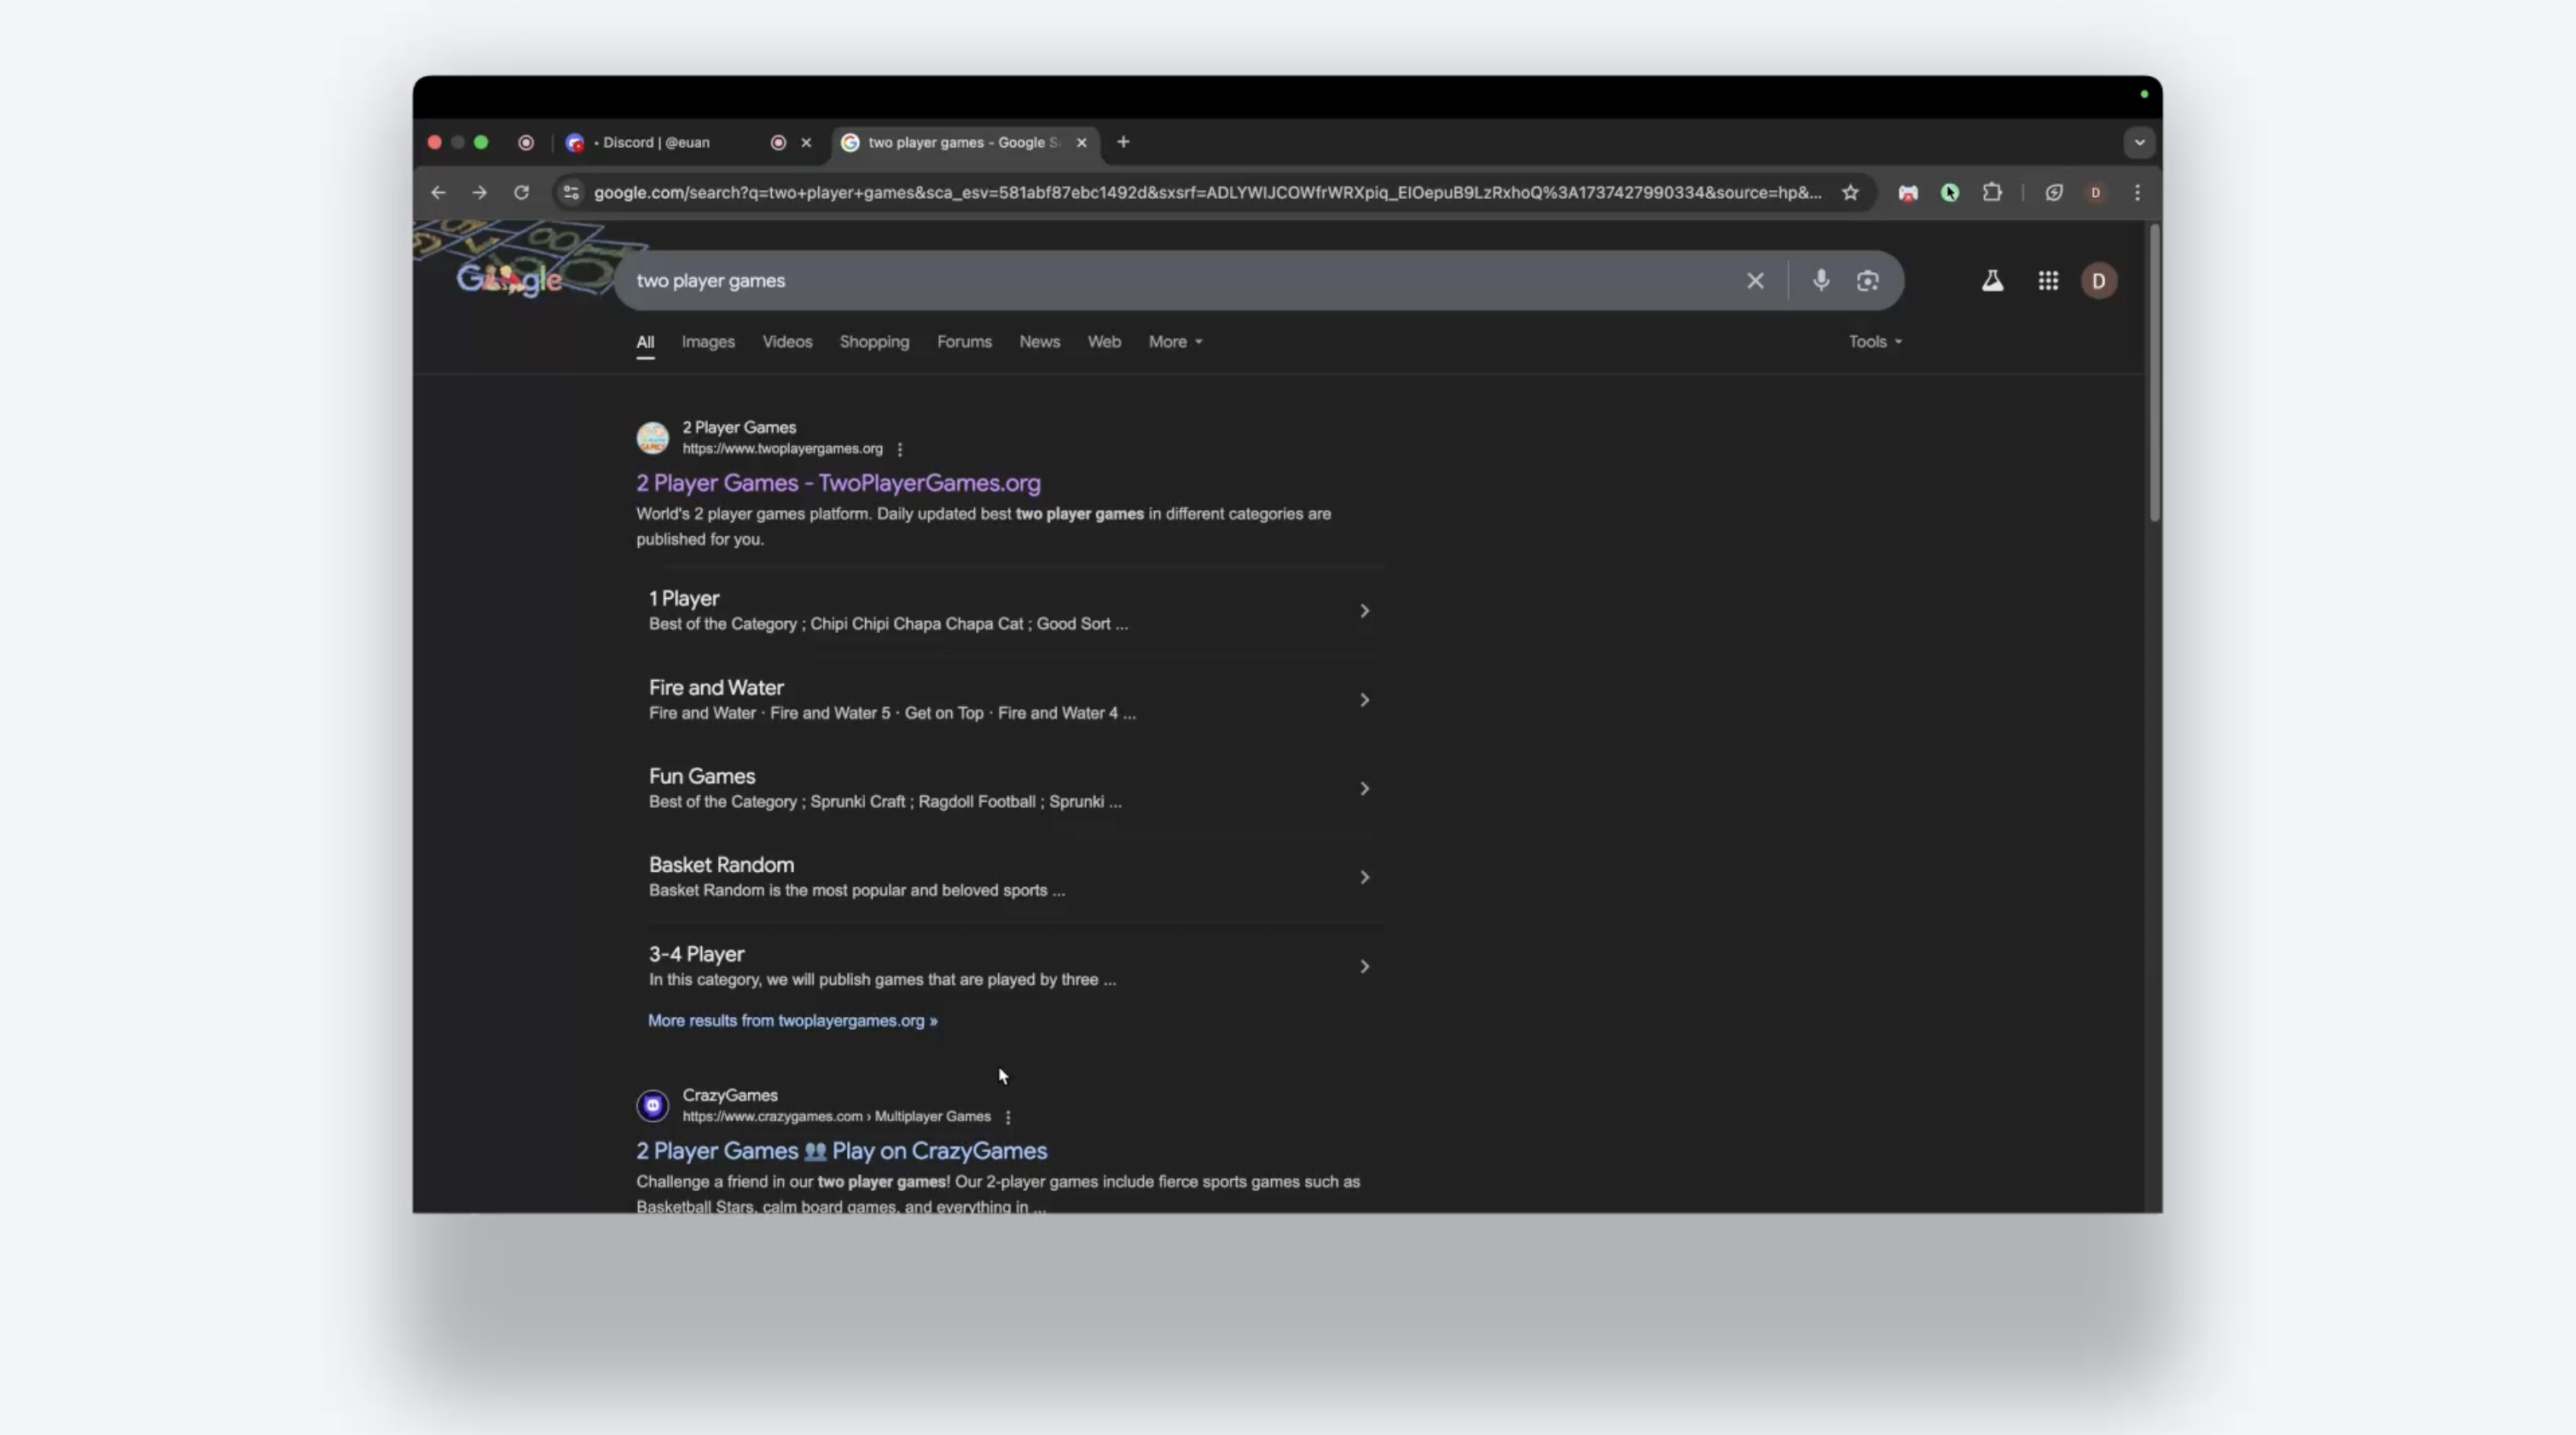 • Discord | @euan
two player games - Google S
google.com/search?q=two+player+games&sca_esv=581abf87ebc1492d&sxsrf=ADLYWIJCOWfrWRXpiq_EIOepuB9LzRxhoQ%3A1737427990334&source=hp&...
D
Google
two player games
D
All Images Videos Shopping Forums News Web More
Tools
2 Player Games
https://www.twoplayergames.org
2 Player Games - TwoPlayerGames.org
World's 2 player games platform. Daily updated best two player games in different categories are
published for you.
1 Player
Best of the Category ; Chipi Chipi Chapa Chapa Cat ; Good Sort ...
Fire and Water
Fire and Water · Fire and Water 5 · Get on Top · Fire and Water 4 ...
Fun Games
Best of the Category ; Sprunki Craft ; Ragdoll Football ; Sprunki ...
Basket Random
Basket Random is the most popular and beloved sports ...
3-4 Player
In this category, we will publish games that are played by three ...
More results from twoplayergames.org »
CrazyGames
https://www.crazygames.com › Multiplayer Games
2 Player Games 👥 Play on CrazyGames
Challenge a friend in our two player games! Our 2-player games include fierce sports games such as
Basketball Stars, calm board games, and everything in ...